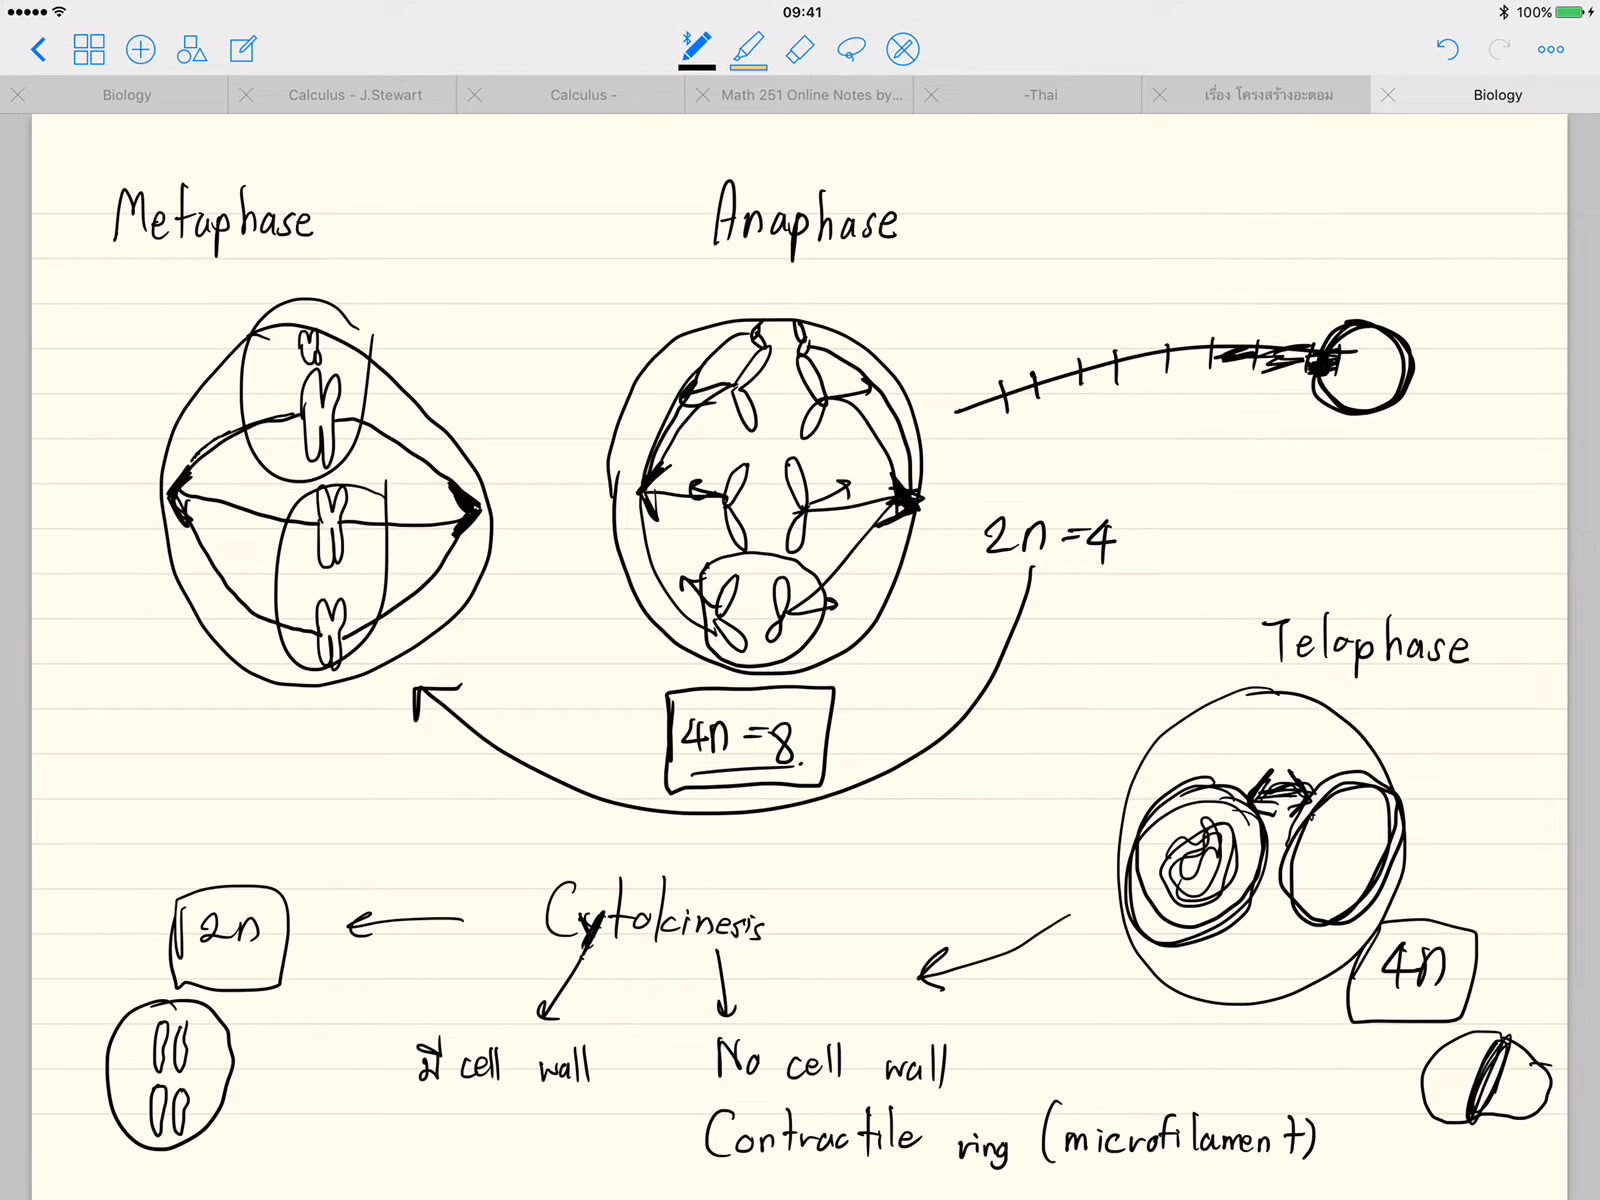 09:41
100%
Biology
Calculus - J.Stewart
Calculus -
Math 251 Online Notes by...
-Thai
เรื่อง โครงสร้างอะตอม
Biology
Metaphase
Anaphase
2n = 4
4n = 8.
Telophase
4n
Cytokinesis
2n
มี cell wall
No cell wall
Contractile ring (microfilament)